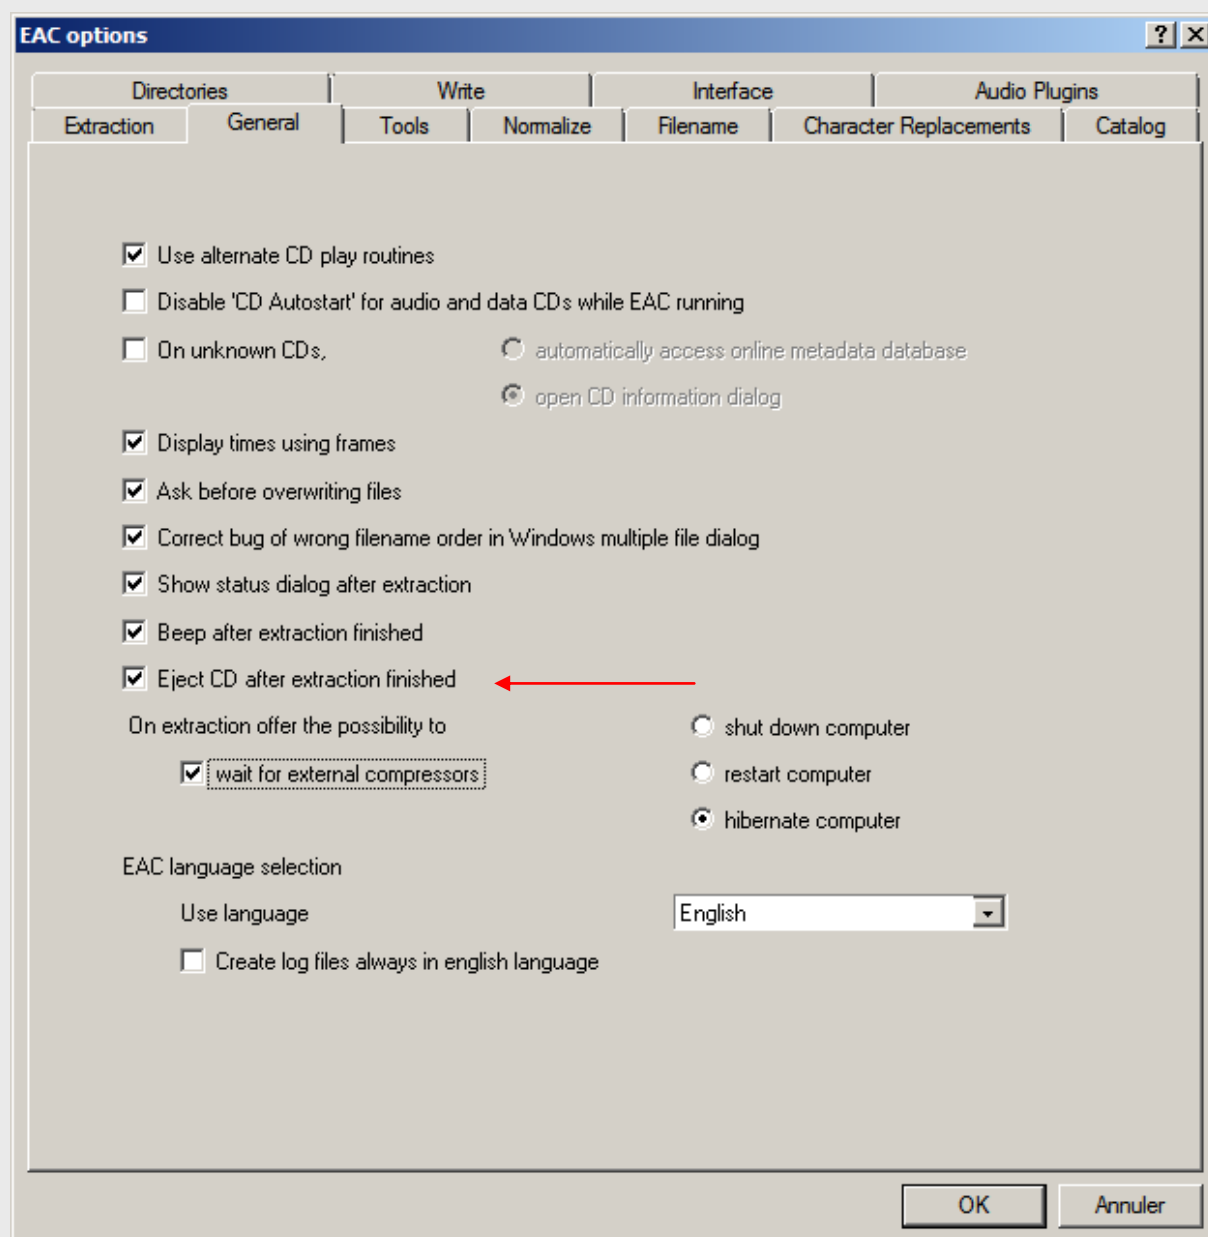 EAC options
Directories Write Interface Audio Plugins
Extraction General Tools Normalize Filename Character Replacements Catalog
Use alternate CD play routines
Disable 'CD Autostart' for audio and data CDs while EAC running
On unknown CDs, automatically access online metadata database
open CD information dialog
Display times using frames
Ask before overwriting files
Correct bug of wrong filename order in Windows multiple file dialog
Show status dialog after extraction
Beep after extraction finished
Eject CD after extraction finished
On extraction offer the possibility to shut down computer
wait for external compressors restart computer
hibernate computer
EAC language selection
Use language English
Create log files always in english language
OK Annuler